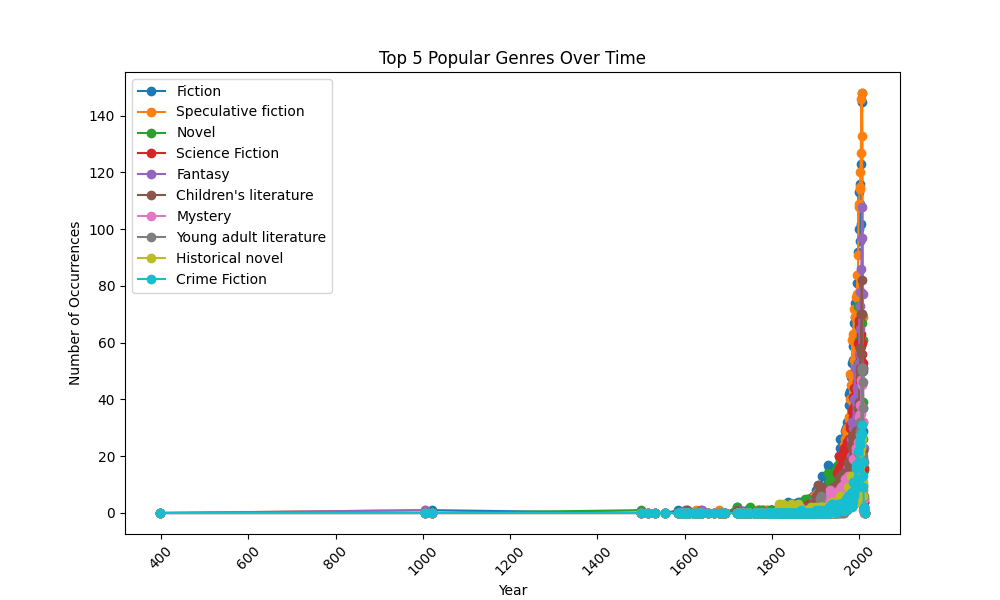 Top 5 Popular Genres Over Time
Fiction
Speculative fiction
Novel
Science Fiction
Fantasy
Children's literature
Mystery
Young adult literature
Historical novel
Crime Fiction
Number of Occurrences
140
120
100
80
60
40
20
0
400
600
800
1000
1200
1400
1600
1800
2000
Year